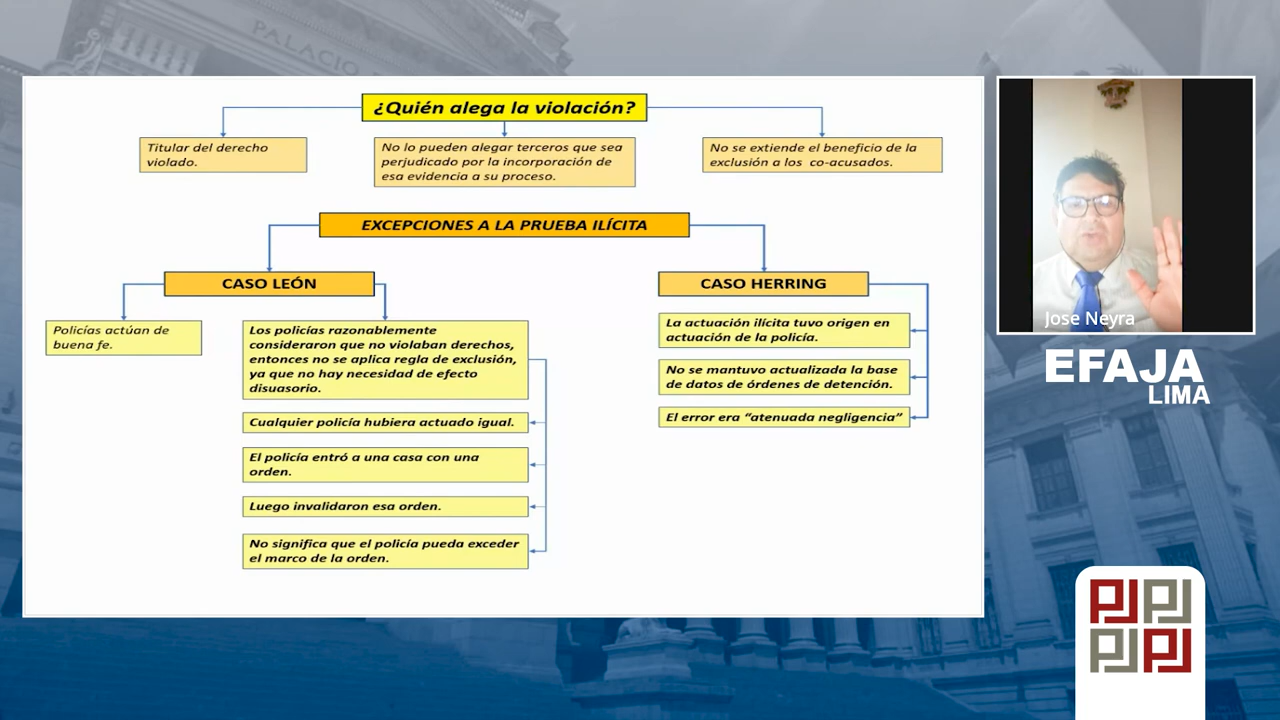 PALACIO
¿Quién alega la violación?
Titular del derecho
violado.
No lo pueden alegar terceros que sea
perjudicado por la incorporación de
esa evidencia a su proceso.
No se extiende el beneficio de la
exclusión a los co-acusados.
EXCEPCIONES A LA PRUEBA ILÍCITA
CASO LEÓN
Policías actúan de
buena fe.
Los policías razonablemente
consideraron que no violaban derechos,
entonces no se aplica regla de exclusión,
ya que no hay necesidad de efecto
disuasorio.
Cualquier policía hubiera actuado igual.
El policía entró a una casa con una
orden.
Luego invalidaron esa orden.
No significa que el policía pueda exceder
el marco de la orden.
CASO HERRING
La actuación ilícita tuvo origen en
actuación de la policía.
No se mantuvo actualizada la base
de datos de órdenes de detención.
El error era “atenuada negligencia”
Jose Neyra
EFAJA
LIMA
PJ PJ
PJ PJ